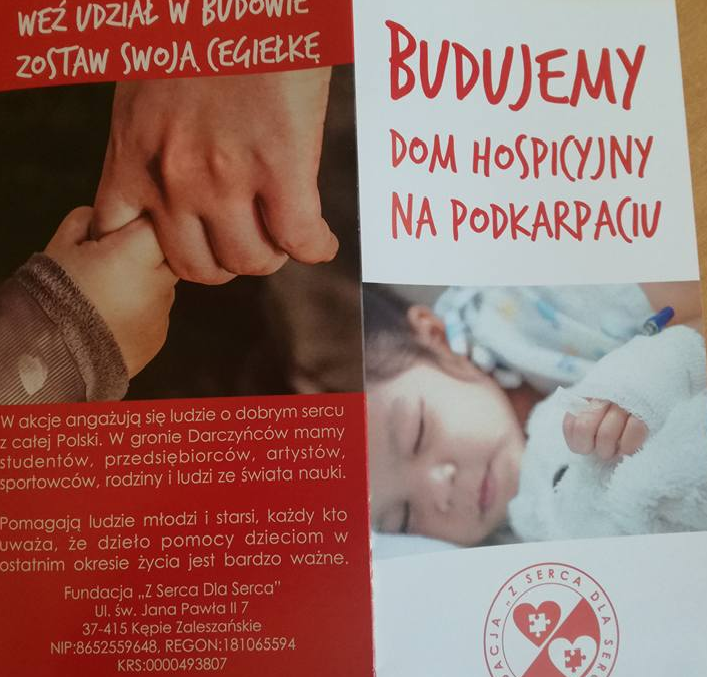 WEŹ UDZIAŁ W BUDOWIE
ZOSTAW SWOJĄ CEGIEŁKĘ
W akcje angażują się ludzie o dobrym sercu
z całej Polski. W gronie Darczyńców mamy
studentów, przedsiębiorców, artystów,
sportowców, rodziny i ludzi ze świata nauki.
Pomagają ludzie młodzi i starsi, każdy kto
uważa, że dzieło pomocy dzieciom w
ostatnim okresie życia jest bardzo ważne.
Fundacja „Z Serca Dla Serca"
Ul. św. Jana Pawła II 7
37-415 Kępie Zaleszańskie
NIP:8652559648, REGON:181065594
KRS:0000493807
BUDUJEMY
DOM HOSPICYJNY
NA PODKARPACIU
„Z SERCA DLA